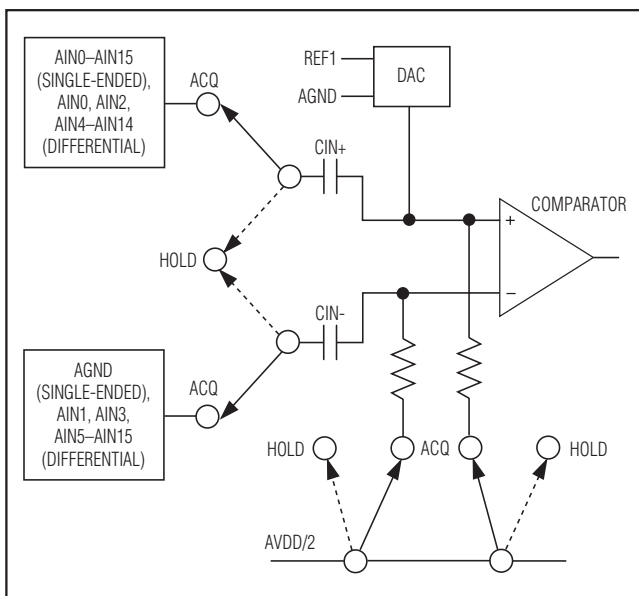 AIN0–AIN15
(SINGLE-ENDED),
AIN0, AIN2,
AIN4–AIN14
(DIFFERENTIAL)
ACQ
REF1
AGND
DAC
CIN+
COMPARATOR
+
−
HOLD
CIN-
AGND
(SINGLE-ENDED),
AIN1, AIN3,
AIN5–AIN15
(DIFFERENTIAL)
ACQ
HOLD
ACQ
HOLD
AVDD/2